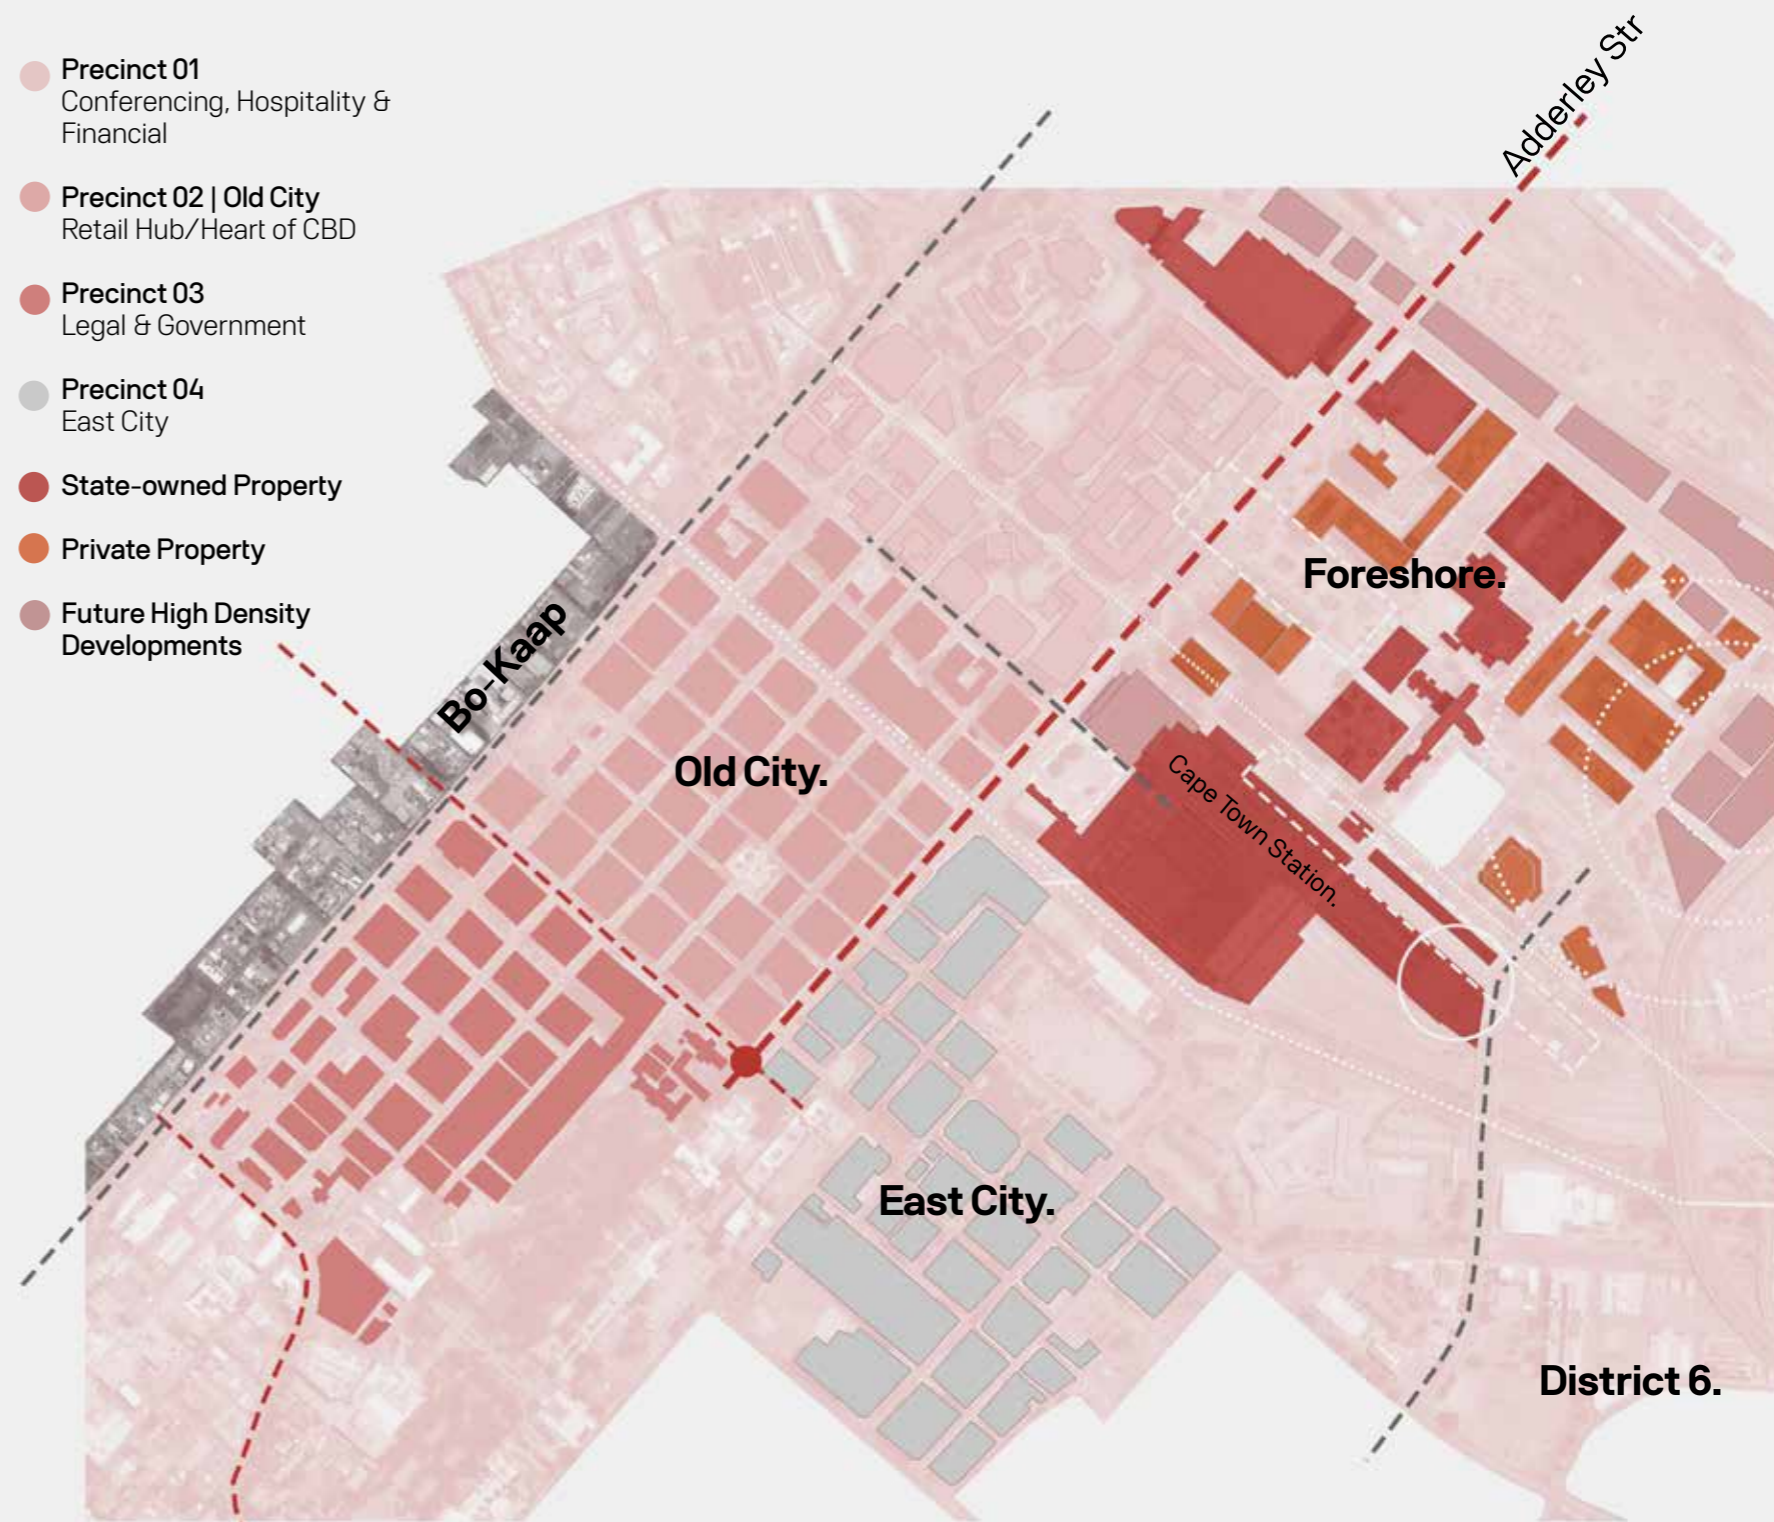 Precinct 01
Conferencing, Hospitality &
Financial
Precinct 02 | Old City
Retail Hub/Heart of CBD
Precinct 03
Legal & Government
Precinct 04
East City
State-owned Property
Private Property
Future High Density
Developments
Adderley Str
Bo-Kaap
Foreshore.
Old City.
Cape Town Station.
East City.
District 6.